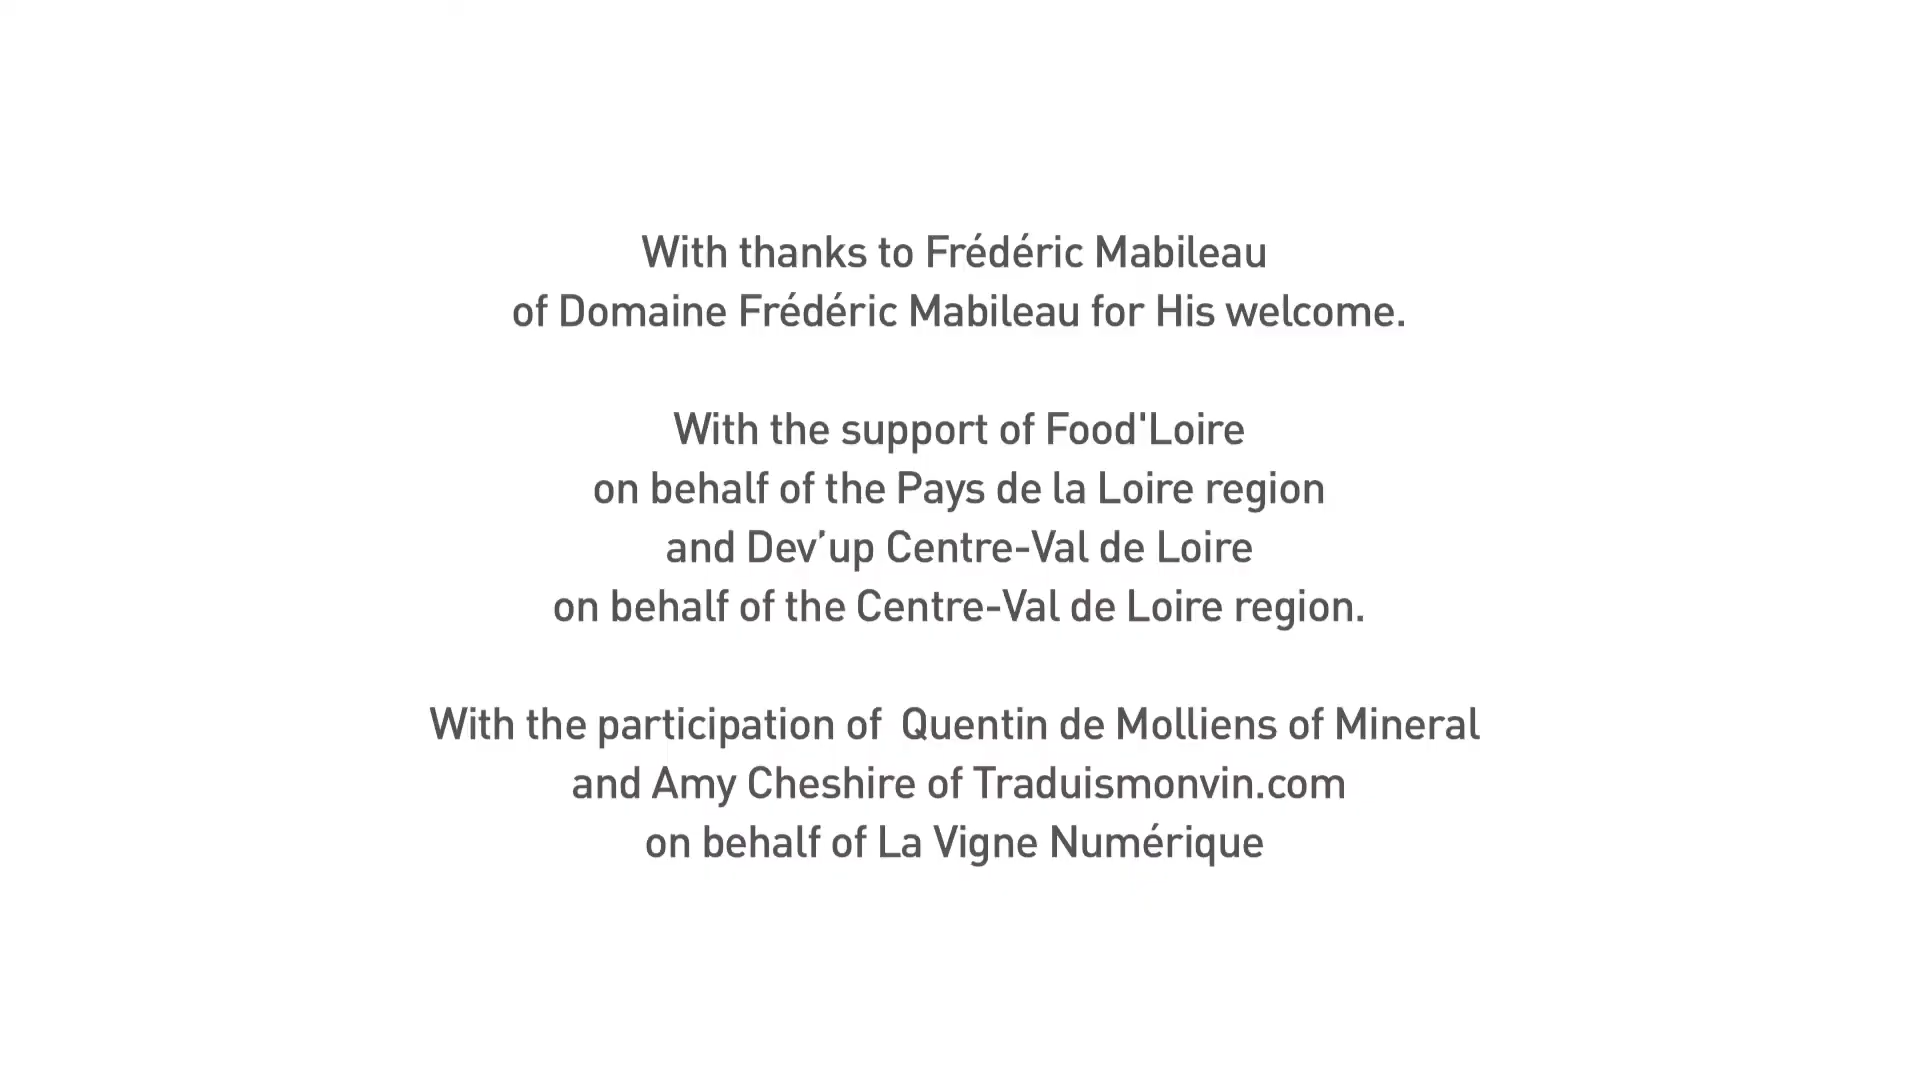 With thanks to Frédéric Mabileau
of Domaine Frédéric Mabileau for His welcome.
With the support of Food'Loire
on behalf of the Pays de la Loire region
and Dev’up Centre-Val de Loire
on behalf of the Centre-Val de Loire region.
With the participation of  Quentin de Molliens of Mineral
and Amy Cheshire of Traduismonvin.com
on behalf of La Vigne Numérique